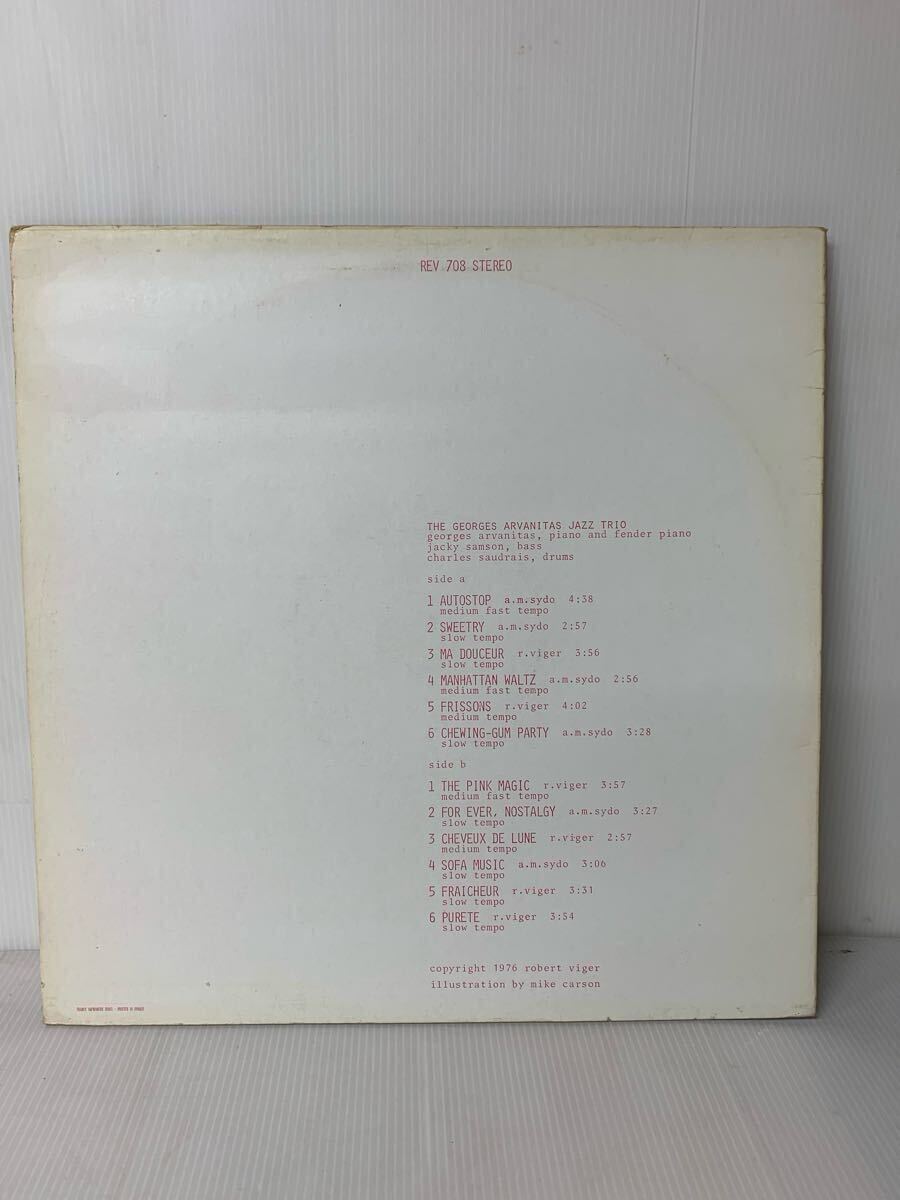 REV 708 STEREO
THE GEORGES ARVANITAS JAZZ TRIO
georges arvanitas, piano and fender piano
jacky samson, bass
charles saudrais, drums
side a
1 AUTOSTOP a.m.sydo 4:38
medium fast tempo
2 SWEETRY a.m.sydo 2:57
slow tempo
3 MA DOUCEUR r.viger 3:56
slow tempo
4 MANHATTAN WALTZ a.m.sydo 2:56
medium fast tempo
5 FRISSONS r.viger 4:02
medium tempo
6 CHEWING-GUM PARTY a.m.sydo 3:28
slow tempo
side b
1 THE PINK MAGIC r.viger 3:57
medium fast tempo
2 FOR EVER, NOSTALGY a.m.sydo 3:27
slow tempo
3 CHEVEUX DE LUNE r.viger 2:57
medium tempo
4 SOFA MUSIC a.m.sydo 3:06
slow tempo
5 FRAICHEUR r.viger 3:31
slow tempo
6 PURETE r.viger 3:54
slow tempo
copyright 1976 robert viger
illustration by mike carson
PRINTED IN FRANCE